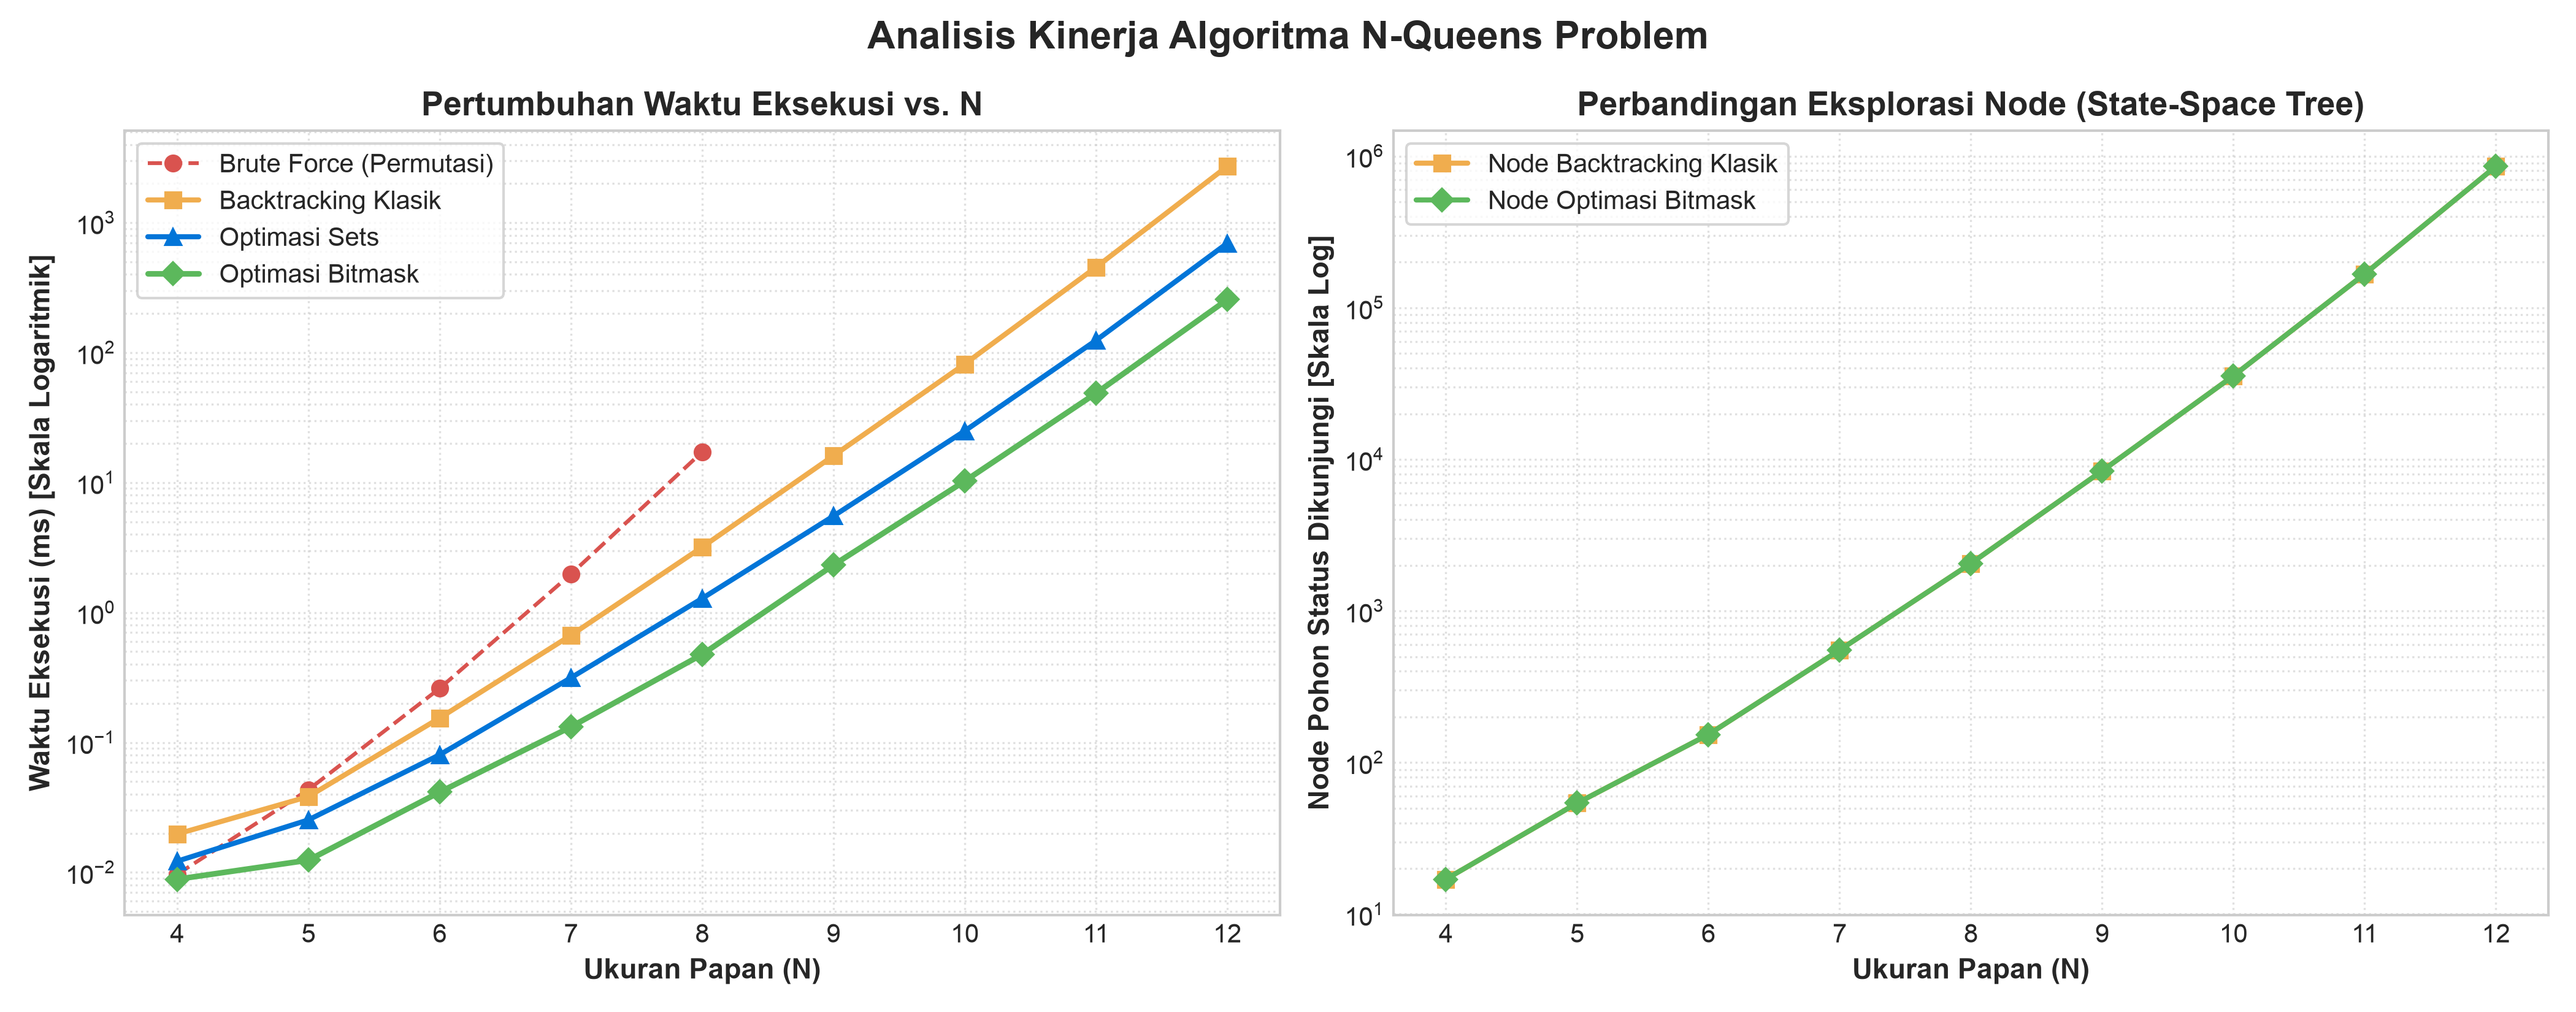 Analisis Kinerja Algoritma N-Queens Problem
Pertumbuhan Waktu Eksekusi vs. N
Brute Force (Permutasi)
Backtracking Klasik
Optimasi Sets
Optimasi Bitmask
Waktu Eksekusi (ms) [Skala Logaritmik]
10³
10²
10¹
10⁰
10⁻¹
10⁻²
4 5 6 7 8 9 10 11 12
Ukuran Papan (N)
Perbandingan Eksplorasi Node (State-Space Tree)
Node Backtracking Klasik
Node Optimasi Bitmask
Node Pohon Status Dikunjungi [Skala Log]
10⁶
10⁵
10⁴
10³
10²
10¹
4 5 6 7 8 9 10 11 12
Ukuran Papan (N)